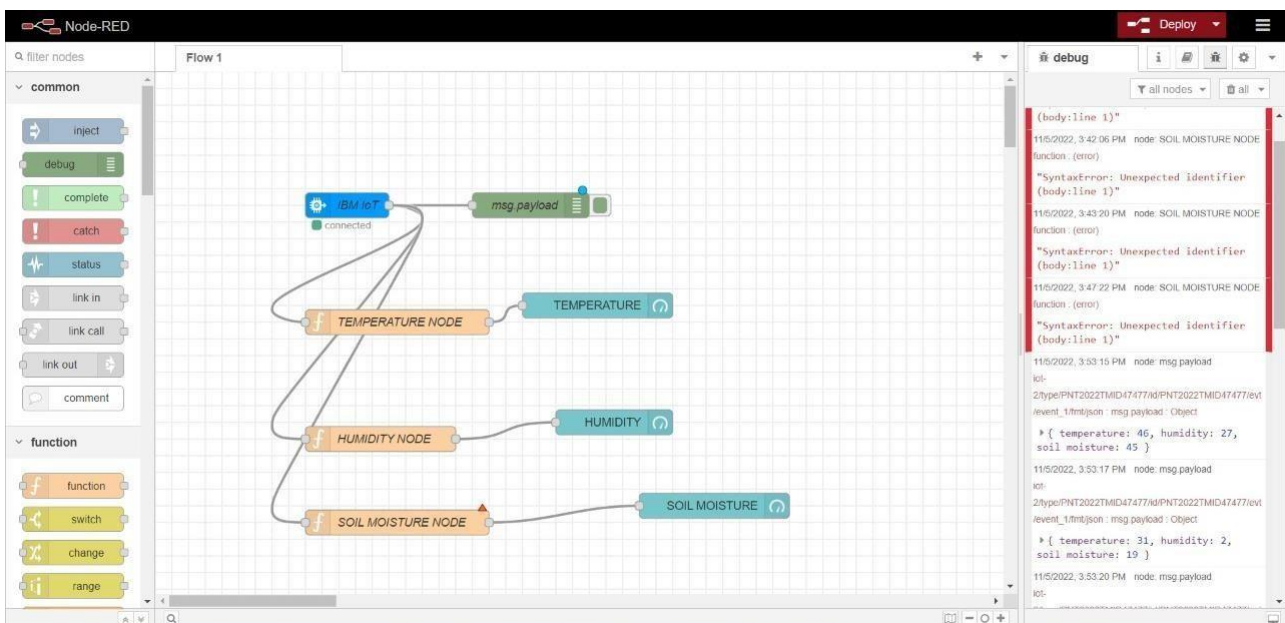 Node-RED
Deploy
filter nodes
Flow 1
debug
i
all nodes
all
common
inject
debug
complete
catch
status
link in
link call
link out
comment
function
function
switch
change
range
IBM IoT
connected
msg.payload
TEMPERATURE NODE
TEMPERATURE
HUMIDITY NODE
HUMIDITY
SOIL MOISTURE NODE
SOIL MOISTURE
(body:line 1)"
11/5/2022, 3:42:06 PM node: SOIL MOISTURE NODE
function : (error)
"SyntaxError: Unexpected identifier
(body:line 1)"
11/5/2022, 3:43:20 PM node: SOIL MOISTURE NODE
function : (error)
"SyntaxError: Unexpected identifier
(body:line 1)"
11/5/2022, 3:47:22 PM node: SOIL MOISTURE NODE
function : (error)
"SyntaxError: Unexpected identifier
(body:line 1)"
11/5/2022, 3:53:15 PM node: msg.payload
iot-
2/type/PNT2022TMID47477/id/PNT2022TMID47477/evt
/event_1/fmt/json : msg.payload : Object
{ temperature: 46, humidity: 27,
soil moisture: 45 }
11/5/2022, 3:53:17 PM node: msg.payload
iot-
2/type/PNT2022TMID47477/id/PNT2022TMID47477/evt
/event_1/fmt/json : msg.payload : Object
{ temperature: 31, humidity: 2,
soil moisture: 19 }
11/5/2022, 3:53:20 PM node: msg.payload
iot-